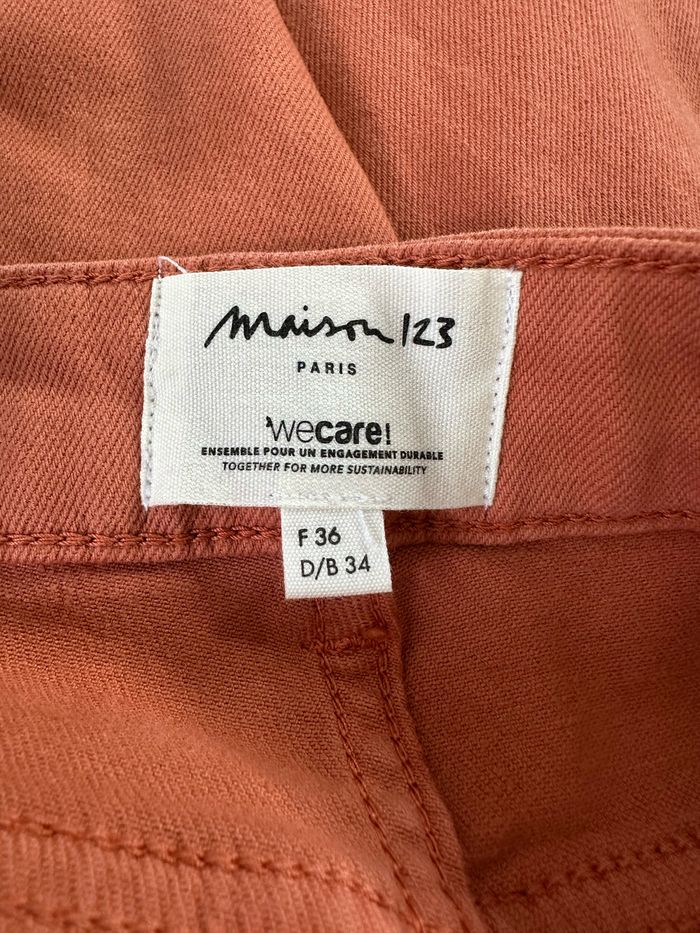 Maison 123
PARIS
'wecare!
ENSEMBLE POUR UN ENGAGEMENT DURABLE
TOGETHER FOR MORE SUSTAINABILITY
F 36
D/B 34